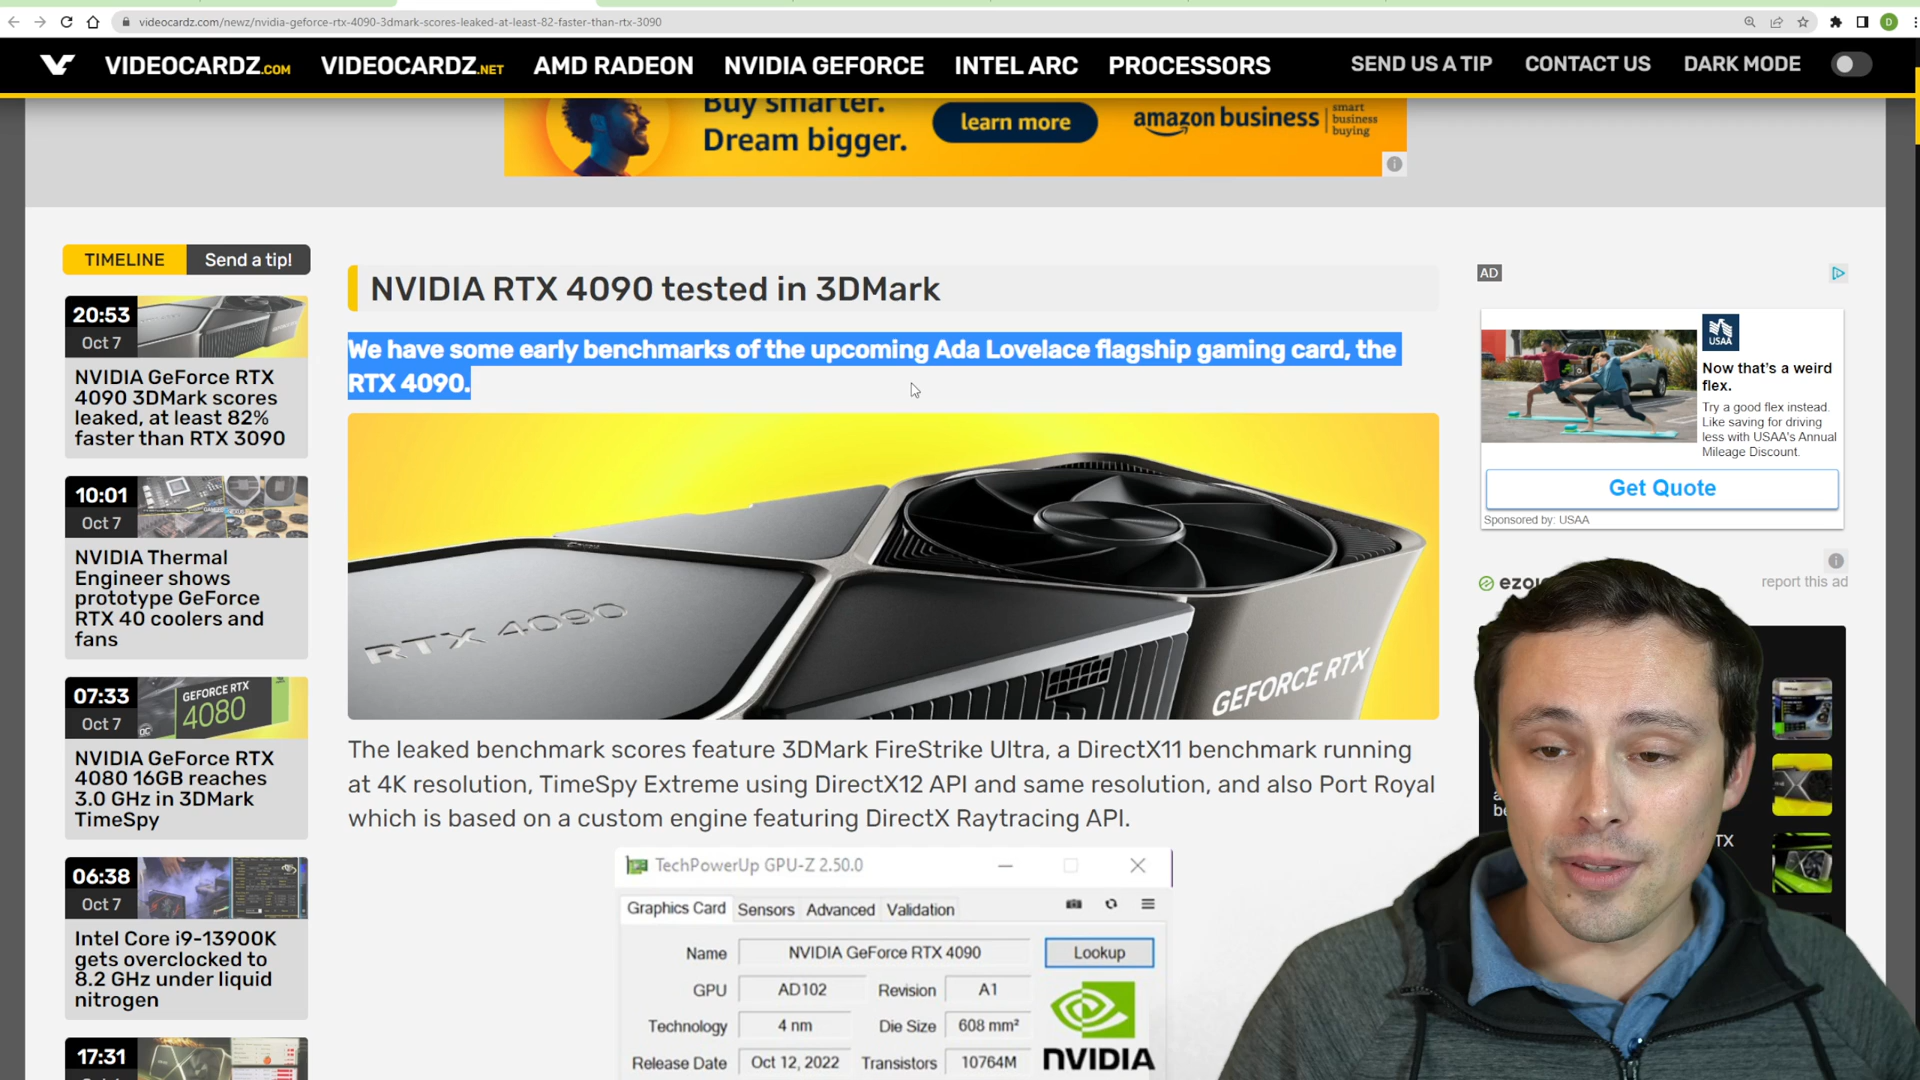 videocardz.com/newz/nvidia-geforce-rtx-4090-3dmark-scores-leaked-at-least-82-faster-than-rtx-3090
D
VIDEOCARDZ.COM
VIDEOCARDZ.NET
AMD RADEON
NVIDIA GEFORCE
INTEL ARC
PROCESSORS
SEND US A TIP
CONTACT US
DARK MODE
Buy smarter.
Dream bigger.
learn more
amazon business
smart
business
buying
TIMELINE
Send a tip!
20:53
Oct 7
NVIDIA GeForce RTX
4090 3DMark scores
leaked, at least 82%
faster than RTX 3090
10:01
Oct 7
NVIDIA Thermal
Engineer shows
prototype GeForce
RTX 40 coolers and
fans
07:33
Oct 7
GEFORCE RTX
4080
NVIDIA GeForce RTX
4080 16GB reaches
3.0 GHz in 3DMark
TimeSpy
06:38
Oct 7
Intel Core i9-13900K
gets overclocked to
8.2 GHz under liquid
nitrogen
17:31
NVIDIA RTX 4090 tested in 3DMark
We have some early benchmarks of the upcoming Ada Lovelace flagship gaming card, the
RTX 4090.
RTX 4090
GEFORCE RTX
The leaked benchmark scores feature 3DMark FireStrike Ultra, a DirectX11 benchmark running
at 4K resolution, TimeSpy Extreme using DirectX12 API and same resolution, and also Port Royal
which is based on a custom engine featuring DirectX Raytracing API.
TechPowerUp GPU-Z 2.50.0
Graphics Card
Sensors
Advanced
Validation
Name
NVIDIA GeForce RTX 4090
Lookup
GPU
AD102
Revision
A1
Technology
4 nm
Die Size
608 mm²
Release Date
Oct 12, 2022
Transistors
10764M
NVIDIA
AD
USAA
Now that's a weird
flex.
Try a good flex instead.
Like saving for driving
less with USAA's Annual
Mileage Discount.
Get Quote
Sponsored by: USAA
report this ad
TX